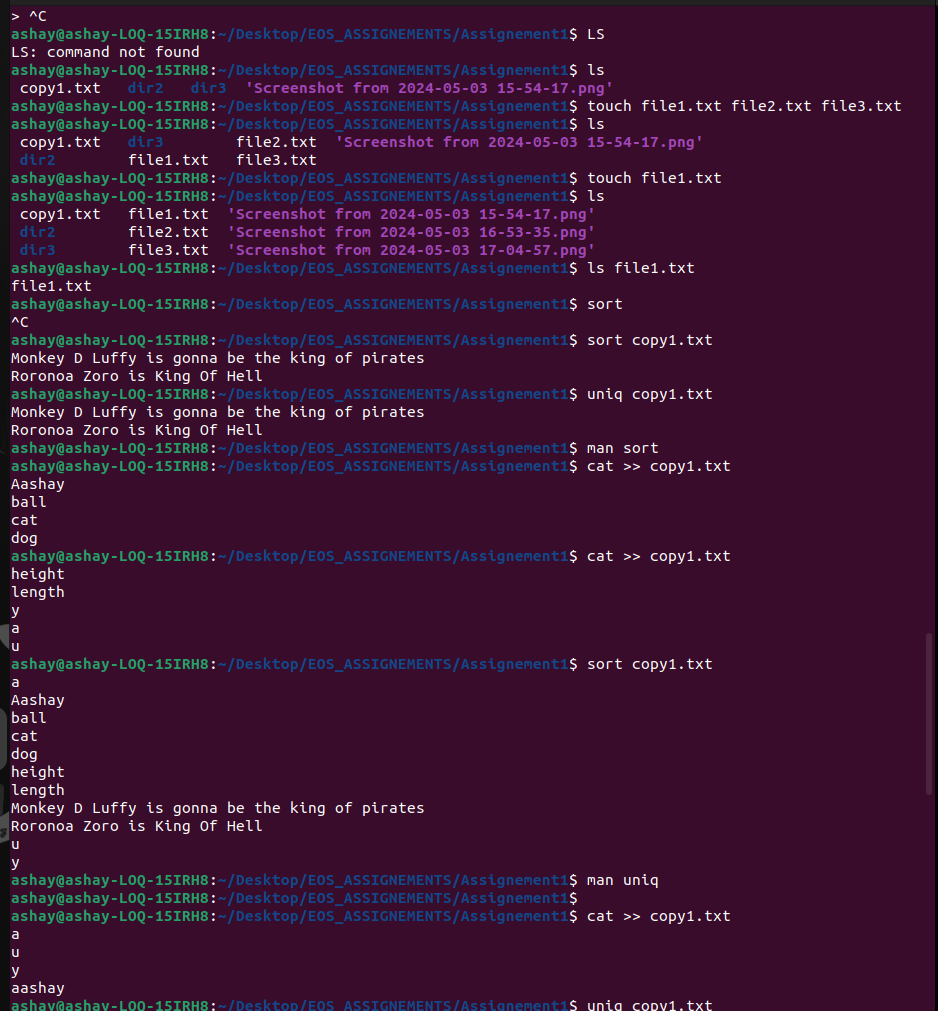 > ^C
ashay@ashay-LOQ-15IRH8:~/Desktop/EOS_ASSIGNEMENTS/Assignement1$ LS
LS: command not found
ashay@ashay-LOQ-15IRH8:~/Desktop/EOS_ASSIGNEMENTS/Assignement1$ ls
copy1.txt   dir2   dir3  'Screenshot from 2024-05-03 15-54-17.png'
ashay@ashay-LOQ-15IRH8:~/Desktop/EOS_ASSIGNEMENTS/Assignement1$ touch file1.txt file2.txt file3.txt
ashay@ashay-LOQ-15IRH8:~/Desktop/EOS_ASSIGNEMENTS/Assignement1$ ls
copy1.txt   dir3        file2.txt  'Screenshot from 2024-05-03 15-54-17.png'
dir2        file1.txt   file3.txt
ashay@ashay-LOQ-15IRH8:~/Desktop/EOS_ASSIGNEMENTS/Assignement1$ touch file1.txt
ashay@ashay-LOQ-15IRH8:~/Desktop/EOS_ASSIGNEMENTS/Assignement1$ ls
copy1.txt   file1.txt  'Screenshot from 2024-05-03 15-54-17.png'
dir2        file2.txt  'Screenshot from 2024-05-03 16-53-35.png'
dir3        file3.txt  'Screenshot from 2024-05-03 17-04-57.png'
ashay@ashay-LOQ-15IRH8:~/Desktop/EOS_ASSIGNEMENTS/Assignement1$ ls file1.txt
file1.txt
ashay@ashay-LOQ-15IRH8:~/Desktop/EOS_ASSIGNEMENTS/Assignement1$ sort
^C
ashay@ashay-LOQ-15IRH8:~/Desktop/EOS_ASSIGNEMENTS/Assignement1$ sort copy1.txt
Monkey D Luffy is gonna be the king of pirates
Roronoa Zoro is King Of Hell
ashay@ashay-LOQ-15IRH8:~/Desktop/EOS_ASSIGNEMENTS/Assignement1$ uniq copy1.txt
Monkey D Luffy is gonna be the king of pirates
Roronoa Zoro is King Of Hell
ashay@ashay-LOQ-15IRH8:~/Desktop/EOS_ASSIGNEMENTS/Assignement1$ man sort
ashay@ashay-LOQ-15IRH8:~/Desktop/EOS_ASSIGNEMENTS/Assignement1$ cat >> copy1.txt
Aashay
ball
cat
dog
ashay@ashay-LOQ-15IRH8:~/Desktop/EOS_ASSIGNEMENTS/Assignement1$ cat >> copy1.txt
height
length
y
a
u
ashay@ashay-LOQ-15IRH8:~/Desktop/EOS_ASSIGNEMENTS/Assignement1$ sort copy1.txt
a
Aashay
ball
cat
dog
height
length
Monkey D Luffy is gonna be the king of pirates
Roronoa Zoro is King Of Hell
u
y
ashay@ashay-LOQ-15IRH8:~/Desktop/EOS_ASSIGNEMENTS/Assignement1$ man uniq
ashay@ashay-LOQ-15IRH8:~/Desktop/EOS_ASSIGNEMENTS/Assignement1$
ashay@ashay-LOQ-15IRH8:~/Desktop/EOS_ASSIGNEMENTS/Assignement1$ cat >> copy1.txt
a
u
y
aashay
ashay@ashay-LOQ-15IRH8:~/Desktop/EOS_ASSIGNEMENTS/Assignement1$ uniq copy1.txt